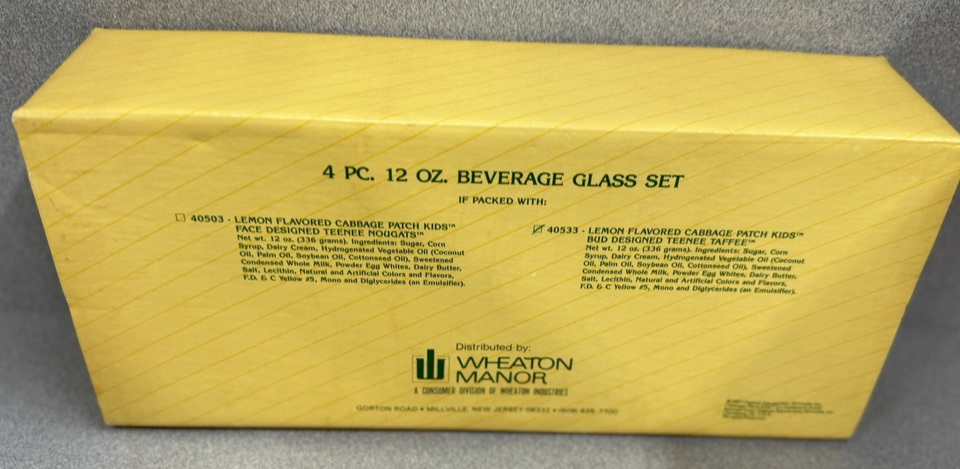 4 PC. 12 OZ. BEVERAGE GLASS SET
IF PACKED WITH:
40503 - LEMON FLAVORED CABBAGE PATCH KIDS™
FACE DESIGNED TEENEE NOUGATS™
Net wt. 12 oz. (336 grams). Ingredients: Sugar, Corn
Syrup, Dairy Cream, Hydrogenated Vegetable Oil (Coconut
Oil, Palm Oil, Soybean Oil, Cottonseed Oil), Sweetened
Condensed Whole Milk, Powder Egg Whites, Dairy Butter,
Salt, Lecithin, Natural and Artificial Colors and Flavors,
F.D. & C Yellow #5, Mono and Diglycerides (an Emulsifier).
40533 - LEMON FLAVORED CABBAGE PATCH KIDS™
BUD DESIGNED TEENEE TAFFEE™
Net wt. 12 oz. (336 grams). Ingredients: Sugar, Corn
Syrup, Dairy Cream, Hydrogenated Vegetable Oil (Coconut
Oil, Palm Oil, Soybean Oil, Cottonseed Oil), Sweetened
Condensed Whole Milk, Powder Egg Whites, Dairy Butter,
Salt, Lecithin, Natural and Artificial Colors and Flavors,
F.D. & C Yellow #5, Mono and Diglycerides (an Emulsifier).
Distributed by:
WHEATON
MANOR
A CONSUMER DIVISION OF WHEATON INDUSTRIES
GORTON ROAD • MILLVILLE, NEW JERSEY 08332 •